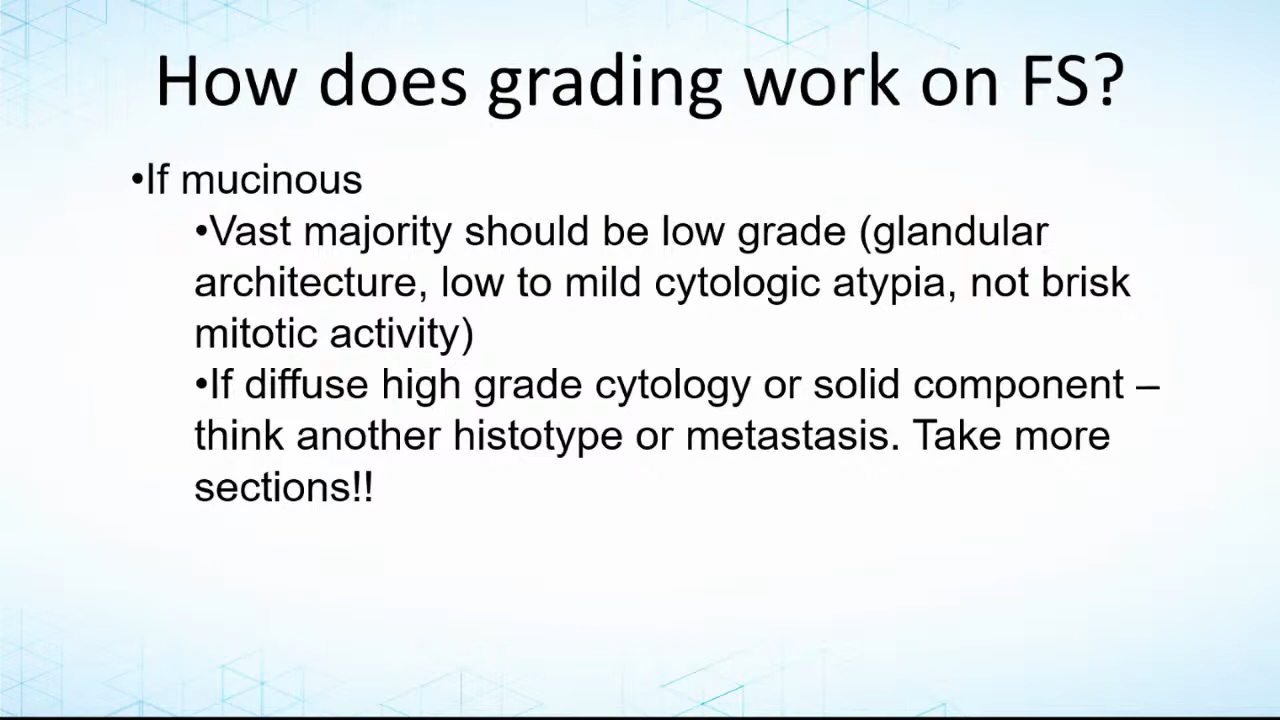 How does grading work on FS?
•If mucinous
•Vast majority should be low grade (glandular
architecture, low to mild cytologic atypia, not brisk
mitotic activity)
•If diffuse high grade cytology or solid component –
think another histotype or metastasis. Take more
sections!!